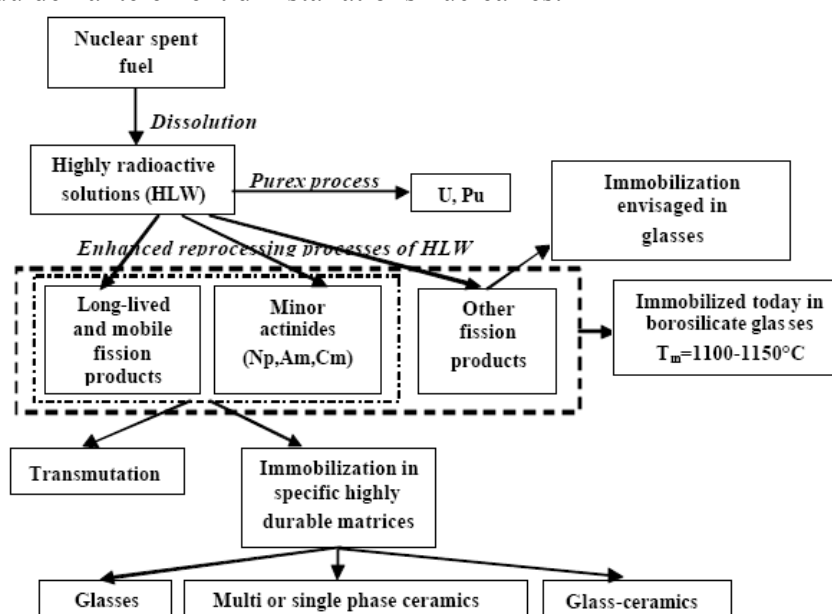 Nuclear spent
fuel
Dissolution
Highly radioactive
solutions (HLW)
Purex process
U, Pu
Immobilization
envisaged in
glasses
Enhanced reprocessing processes of HLW
Long-lived
and mobile
fission
products
Minor
actinides
(Np,Am,Cm)
Other
fission
products
Immobilized today in
borosilicate glasses
Tm=1100-1150°C
Transmutation
Immobilization in
specific highly
durable matrices
Glasses
Multi or single phase ceramics
Glass-ceramics